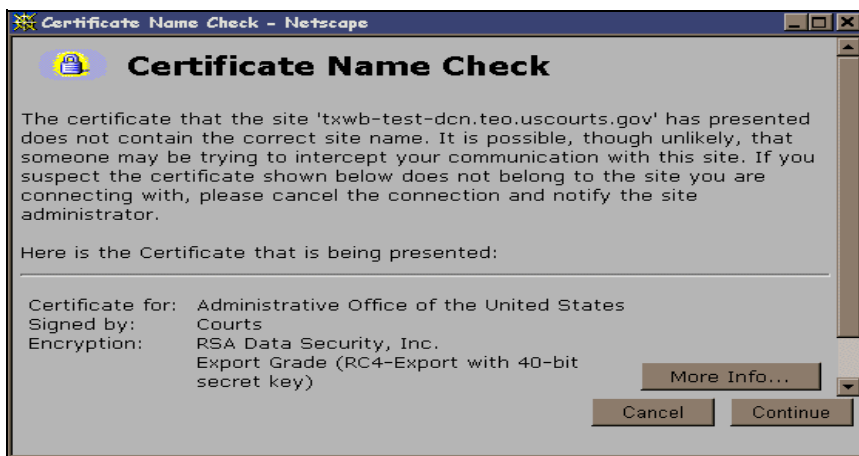 Certificate Name Check - Netscape
Certificate Name Check
The certificate that the site 'txwb-test-dcn.teo.uscourts.gov' has presented
does not contain the correct site name. It is possible, though unlikely, that
someone may be trying to intercept your communication with this site. If you
suspect the certificate shown below does not belong to the site you are
connecting with, please cancel the connection and notify the site
administrator.
Here is the Certificate that is being presented:
Certificate for: Administrative Office of the United States
Signed by: Courts
Encryption: RSA Data Security, Inc.
Export Grade (RC4-Export with 40-bit
secret key)
More Info...
Cancel Continue